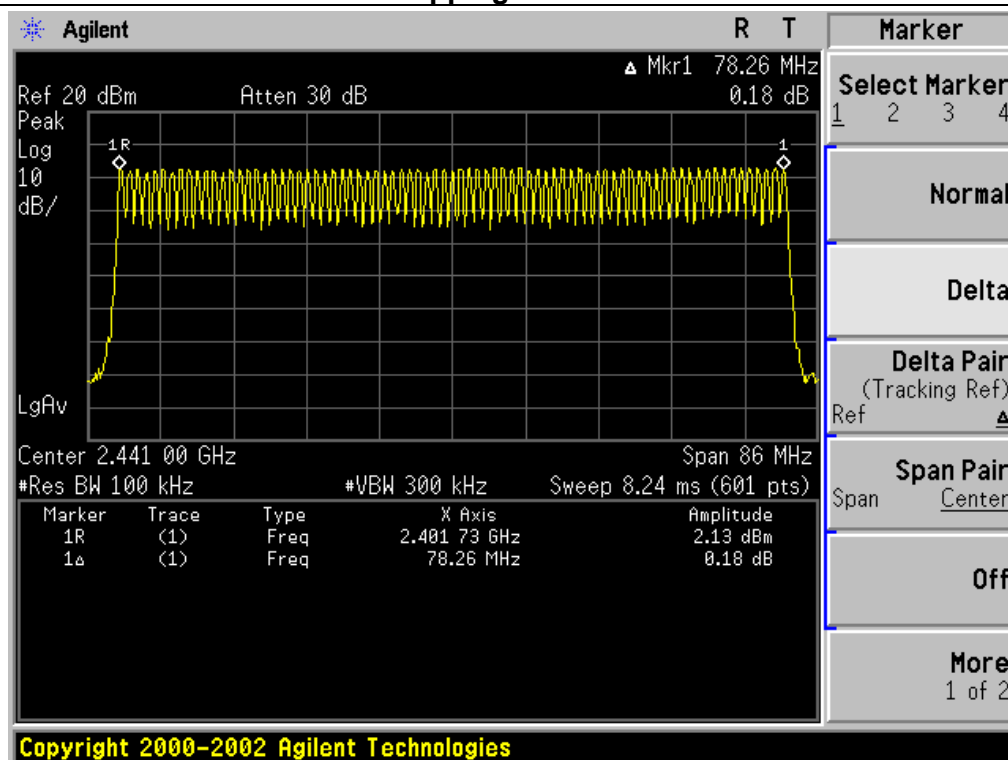 Agilent R T
Marker
▵ Mkr1 78.26 MHz
Ref 20 dBm Atten 30 dB 0.18 dB
Peak
Log
10
dB/
1R
1
LgAv
Center 2.441 00 GHz Span 86 MHz
#Res BW 100 kHz #VBW 300 kHz Sweep 8.24 ms (601 pts)
Marker Trace Type X Axis Amplitude
1R (1) Freq 2.401 73 GHz 2.13 dBm
1▵ (1) Freq 78.26 MHz 0.18 dB
Select Marker
1 2 3 4
Normal
Delta
Delta Pair
(Tracking Ref)
Ref ▵
Span Pair
Span Center
Off
More
1 of 2
Copyright 2000-2002 Agilent Technologies